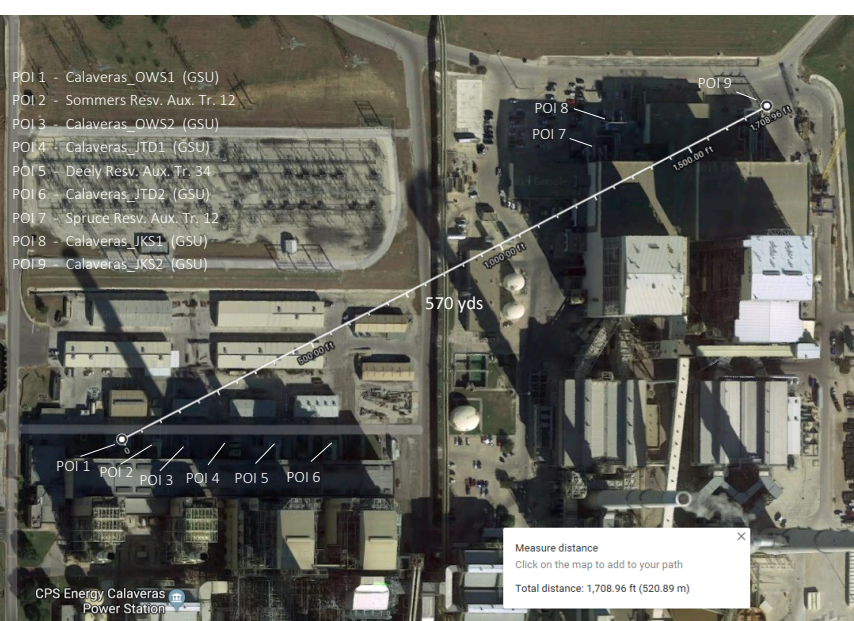 POI 1 - Calaveras_OWS1 (GSU)
POI 2 - Sommers Resv. Aux. Tr. 12
POI 3 - Calaveras_OWS2 (GSU)
POI 4 - Calaveras_JTD1 (GSU)
POI 5 - Deely Resv. Aux. Tr. 34
POI 6 - Calaveras_JTD2 (GSU)
POI 7 - Spruce Resv. Aux. Tr. 12
POI 8 - Calaveras_JKS1 (GSU)
POI 9 - Calaveras_JKS2 (GSU)
POI 9
POI 8
POI 7
1,708.96 ft
1,500.00 ft
1,000.00 ft
570 yds
500.00 ft
0
POI 1
POI 2
POI 3
POI 4
POI 5
POI 6
Measure distance
Click on the map to add to your path
Total distance: 1,708.96 ft (520.89 m)
CPS Energy Calaveras
Power Station